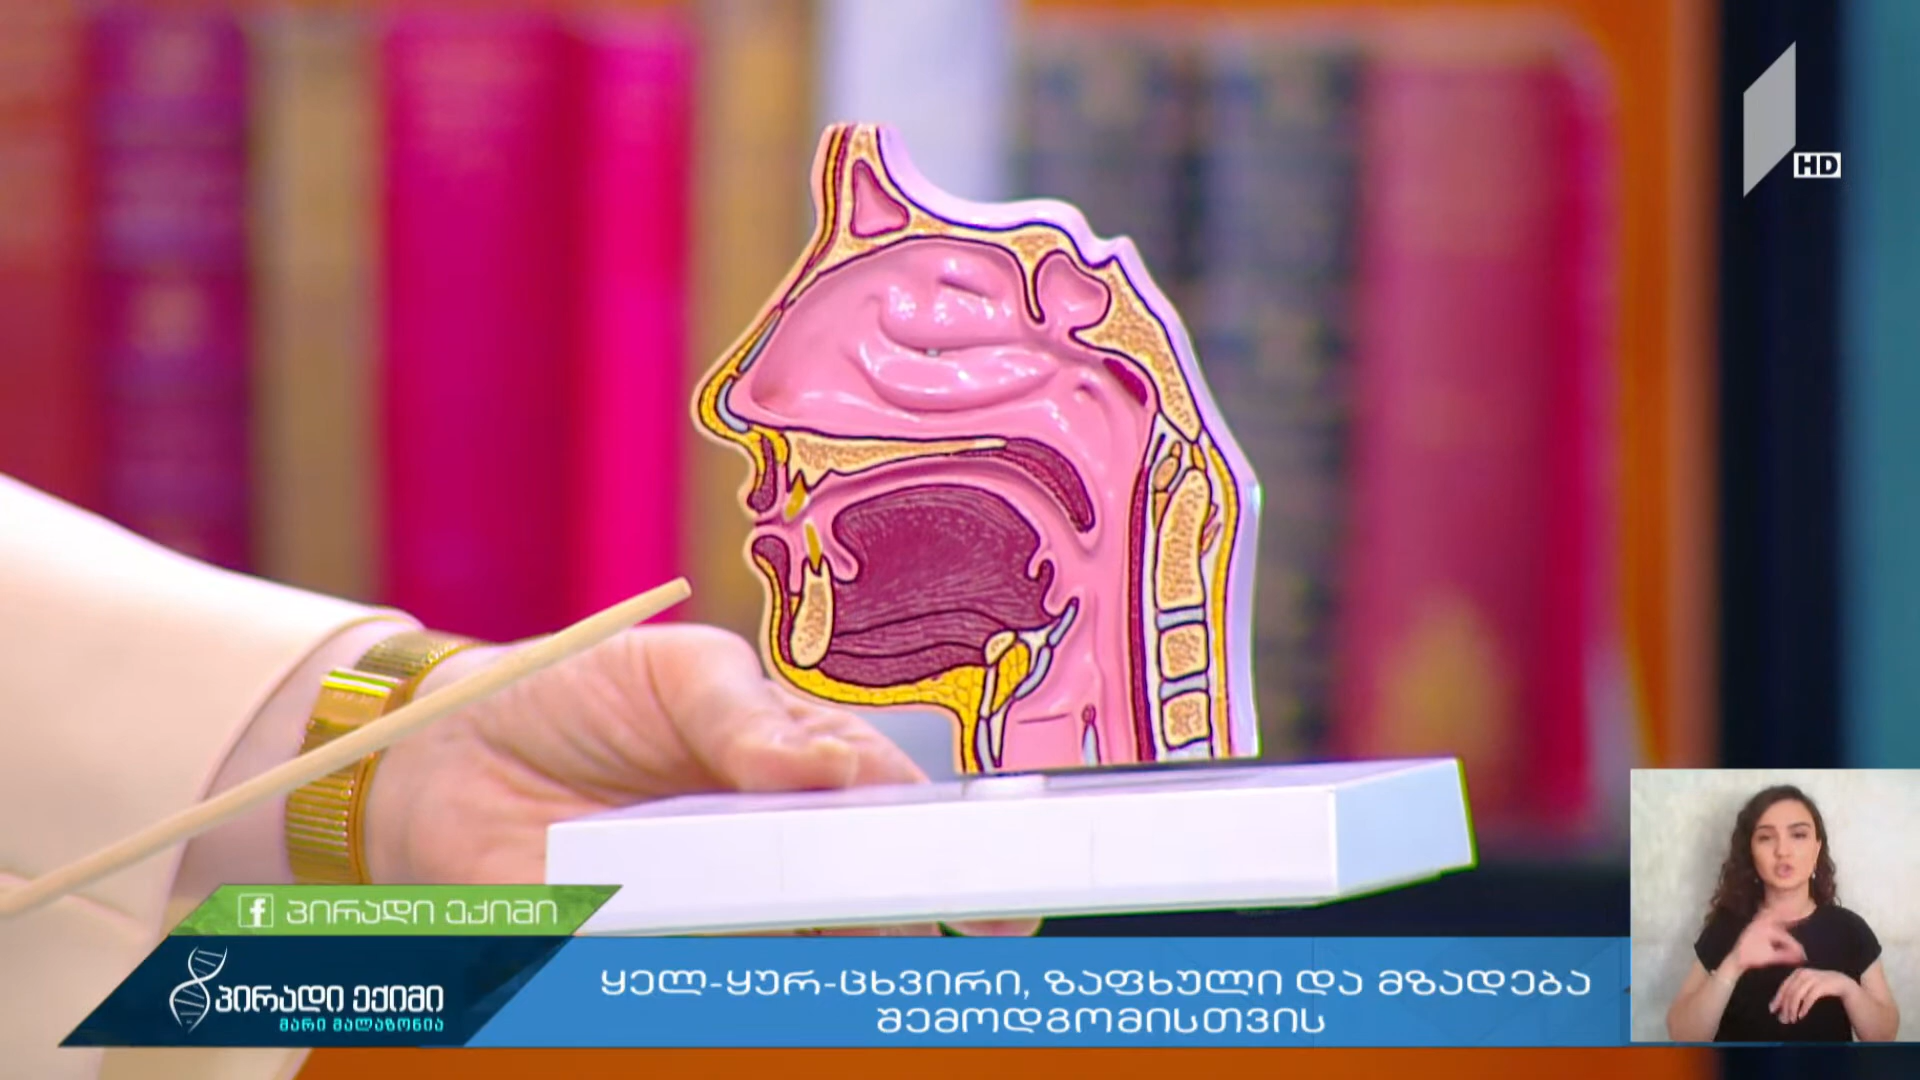 HD
პირადი ექიმი
პირადი ექიმი
მარი მალაზონია
ყელ-ყურ-ცხვირი, ზაფხული და მზადება
შემოდგომისთვის